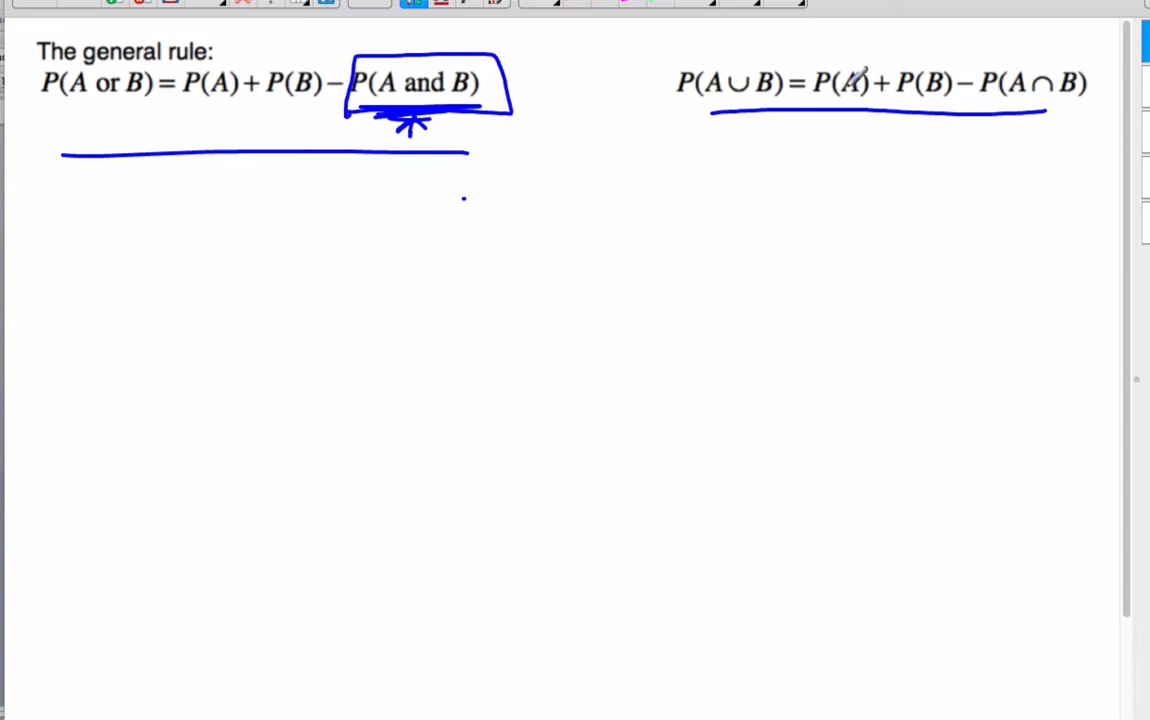 The general rule:
P(A or B) = P(A) + P(B) − P(A and B)
P(A ∪ B) = P(A) + P(B) − P(A ∩ B)